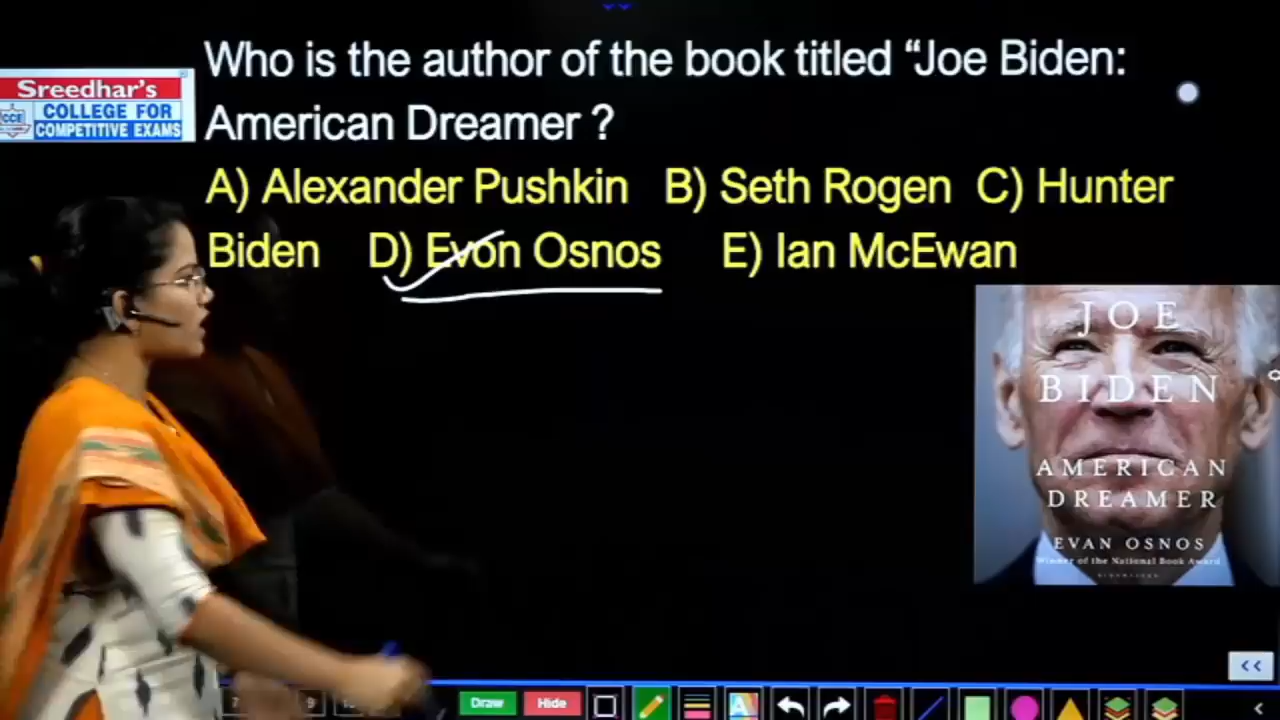 Who is the author of the book titled “Joe Biden:
Sreedhar's
COLLEGE FOR
CCE
COMPETITIVE EXAMS
American Dreamer ?
A) Alexander Pushkin B) Seth Rogen C) Hunter
Biden D) Evon Osnos E) Ian McEwan
JOE
BIDEN
AMERICAN
DREAMER
EVAN OSNOS
Winner of the National Book Award
Draw Hide